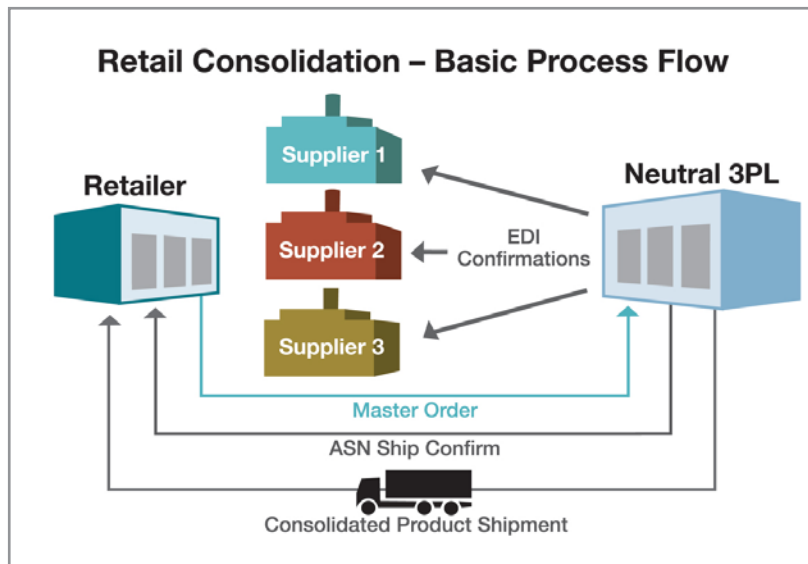 Retail Consolidation – Basic Process Flow
Supplier 1
Retailer
Neutral 3PL
Supplier 2
EDI
Confirmations
Supplier 3
Master Order
ASN Ship Confirm
Consolidated Product Shipment